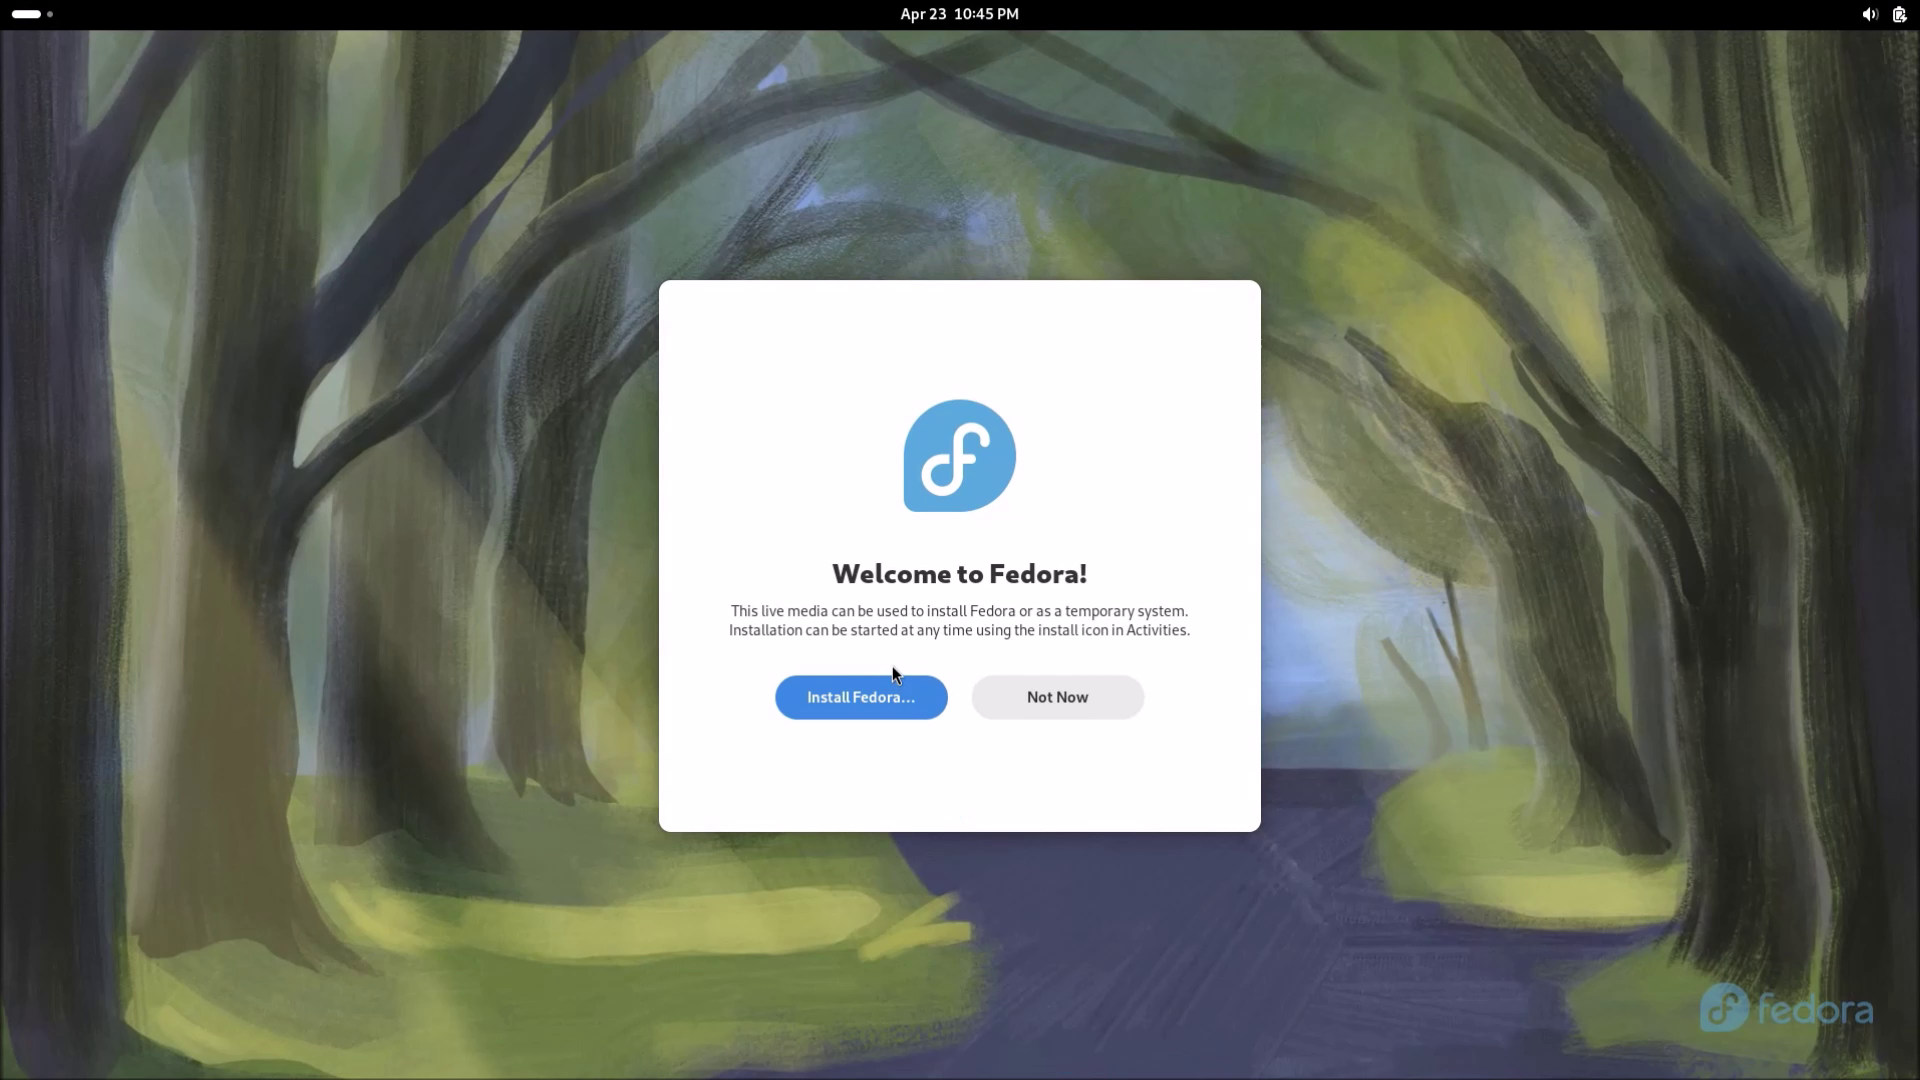 Apr 23 10:45 PM
Welcome to Fedora!
This live media can be used to install Fedora or as a temporary system.
Installation can be started at any time using the install icon in Activities.
Install Fedora…
Not Now
fedora